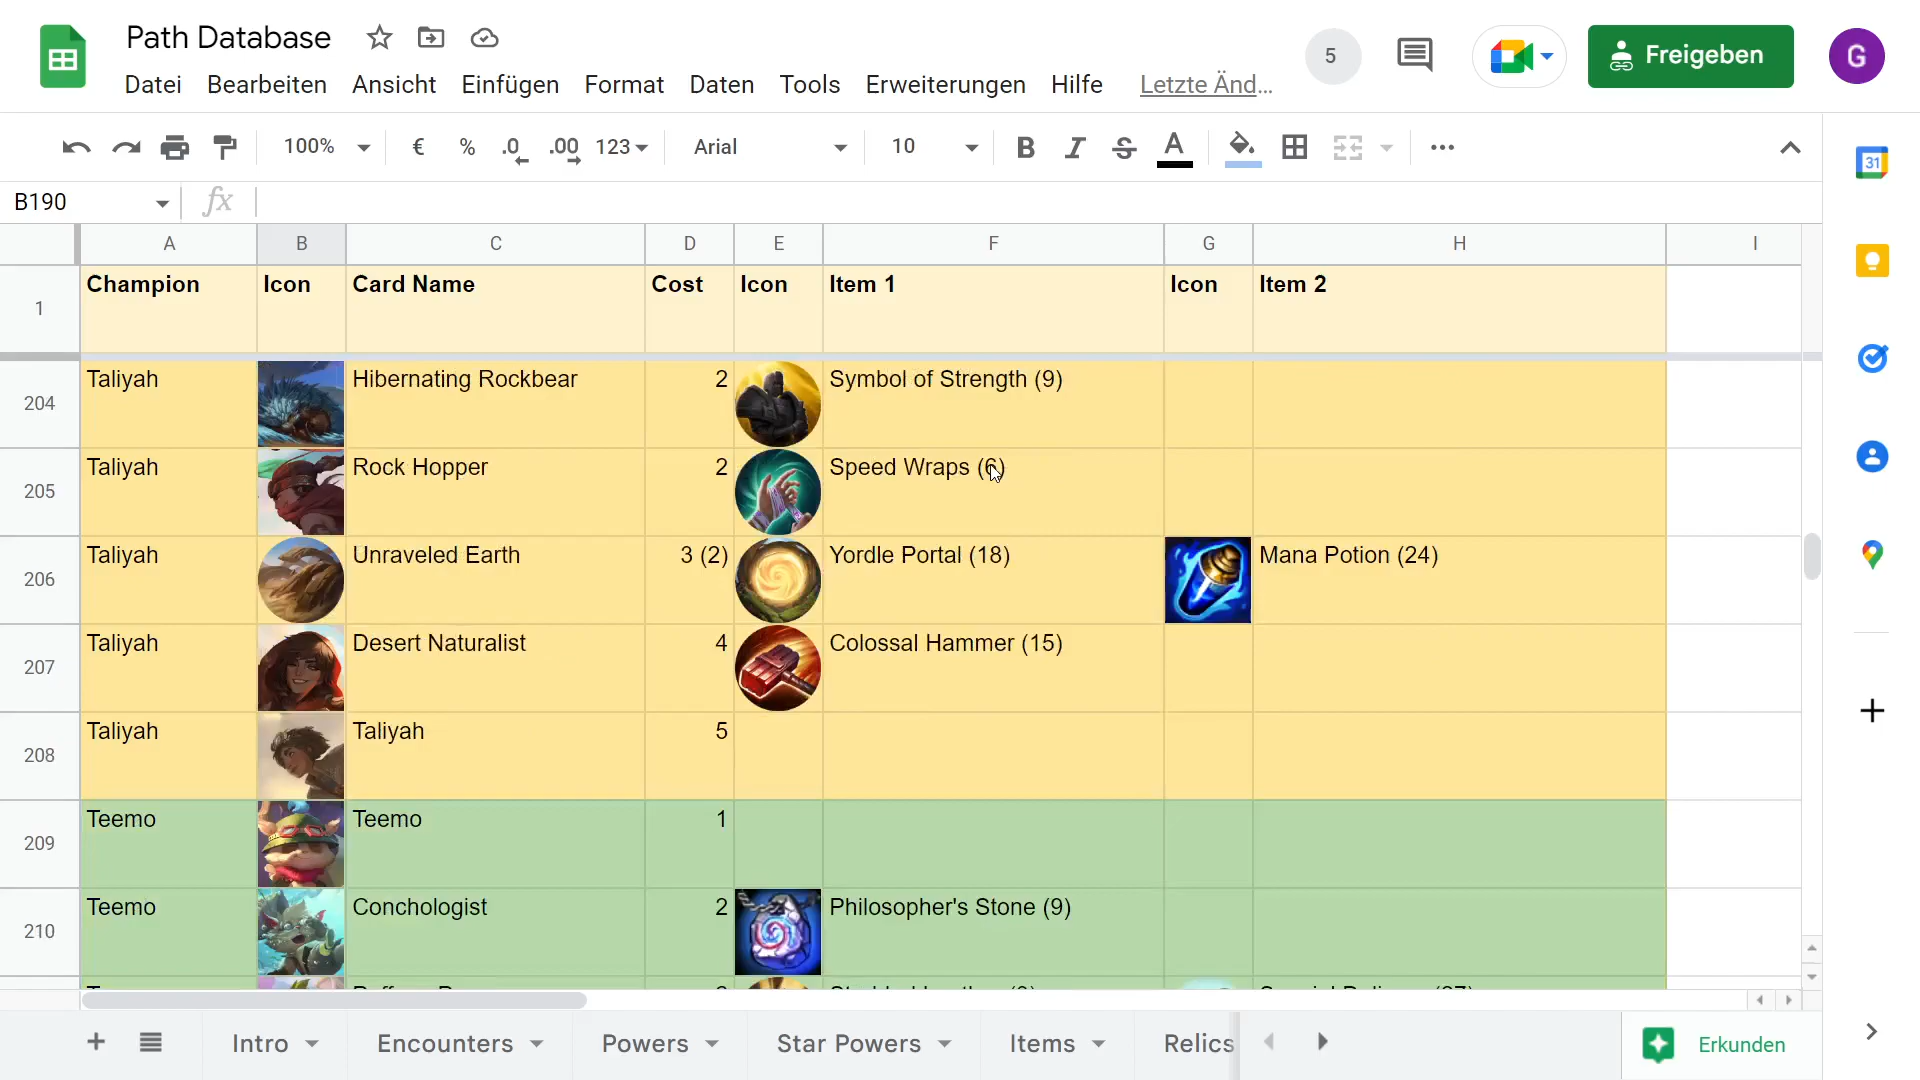 Path Database
5
Freigeben
G
Datei Bearbeiten Ansicht Einfügen Format Daten Tools Erweiterungen Hilfe Letzte Änd...
100% € % .0 .00 123 Arial 10 B I S A
31
B190 fx
A B C D E F G H I
1 Champion Icon Card Name Cost Icon Item 1 Icon Item 2
204 Taliyah Hibernating Rockbear 2 Symbol of Strength (9)
205 Taliyah Rock Hopper 2 Speed Wraps (6)
206 Taliyah Unraveled Earth 3 (2) Yordle Portal (18) Mana Potion (24)
207 Taliyah Desert Naturalist 4 Colossal Hammer (15)
208 Taliyah Taliyah 5
209 Teemo Teemo 1
210 Teemo Conchologist 2 Philosopher's Stone (9)
Intro Encounters Powers Star Powers Items Relics
Erkunden